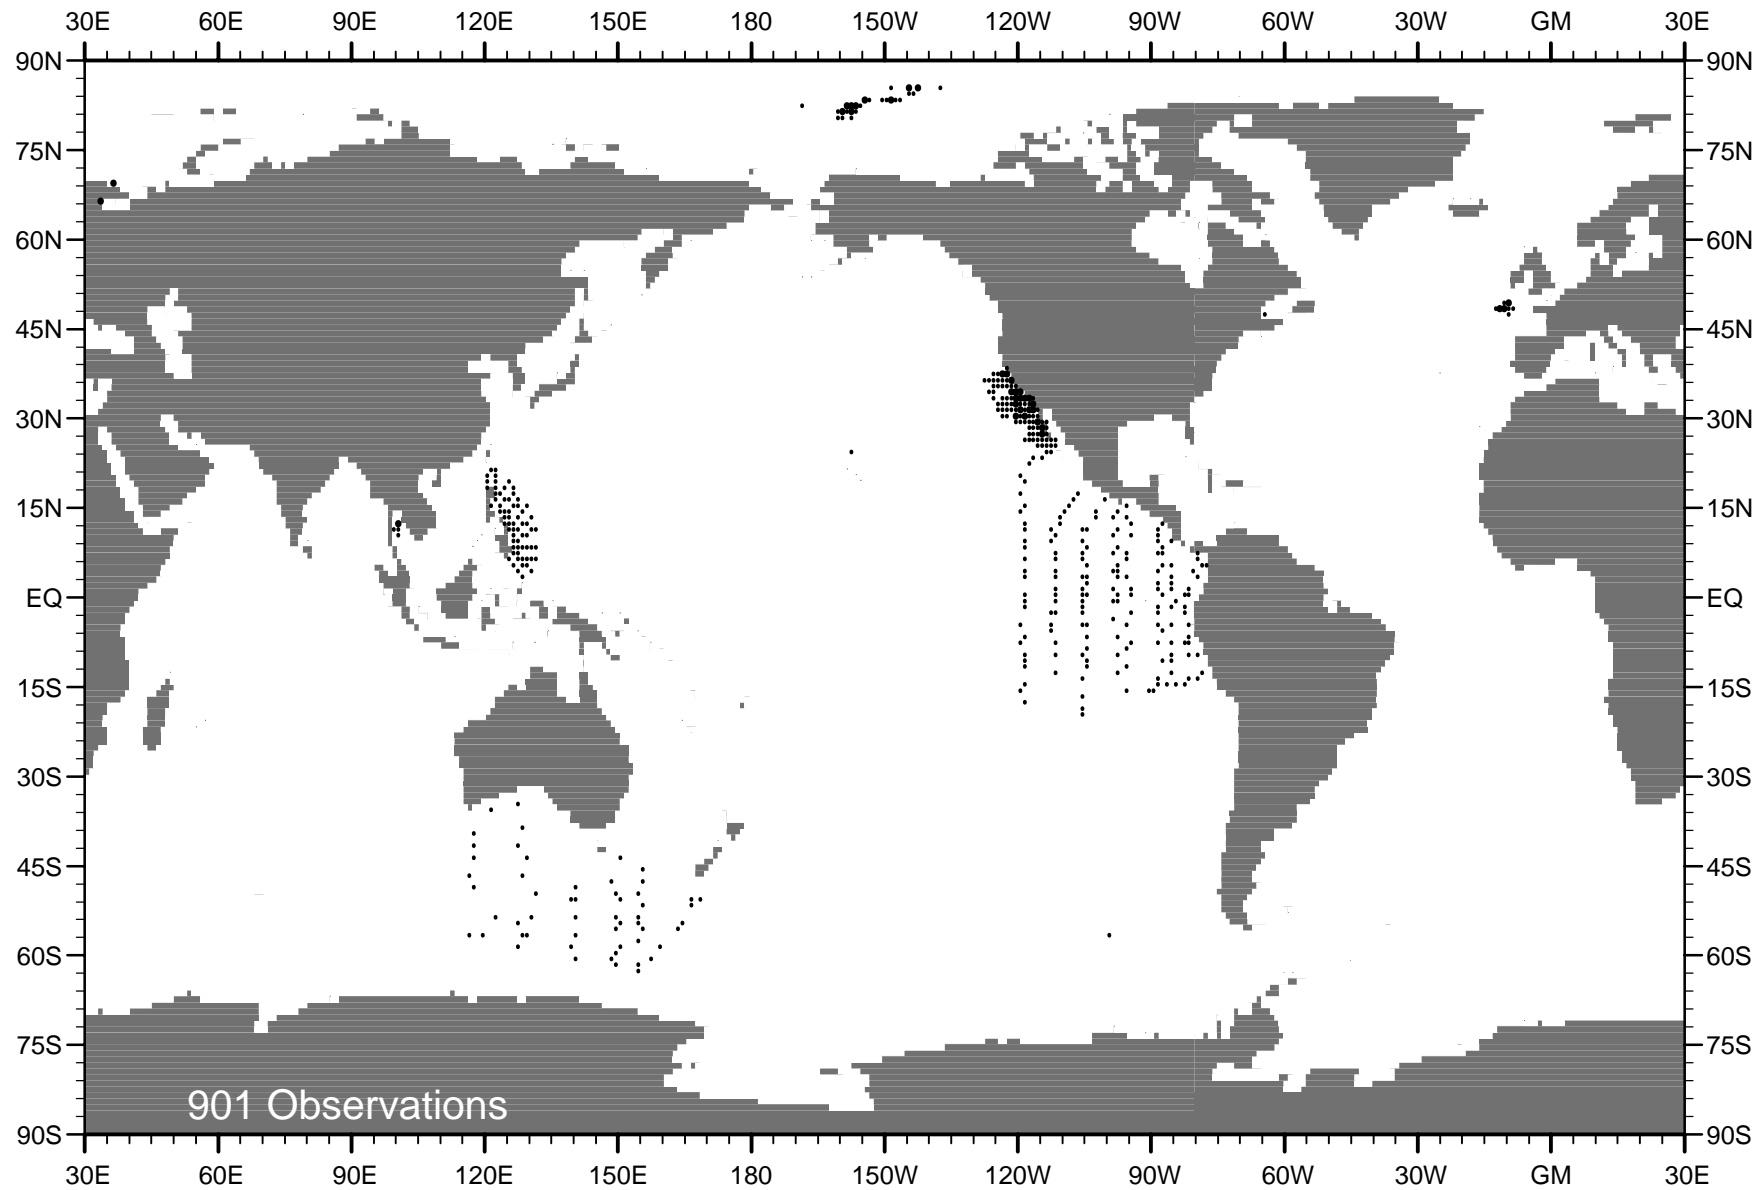 30E 60E 90E 120E 150E 180 150W 120W 90W 60W 30W GM 30E
90N 90N
75N 75N
60N 60N
45N 45N
30N 30N
15N 15N
EQ EQ
15S 15S
30S 30S
45S 45S
60S 60S
75S 75S
901 Observations
90S 90S
30E 60E 90E 120E 150E 180 150W 120W 90W 60W 30W GM 30E